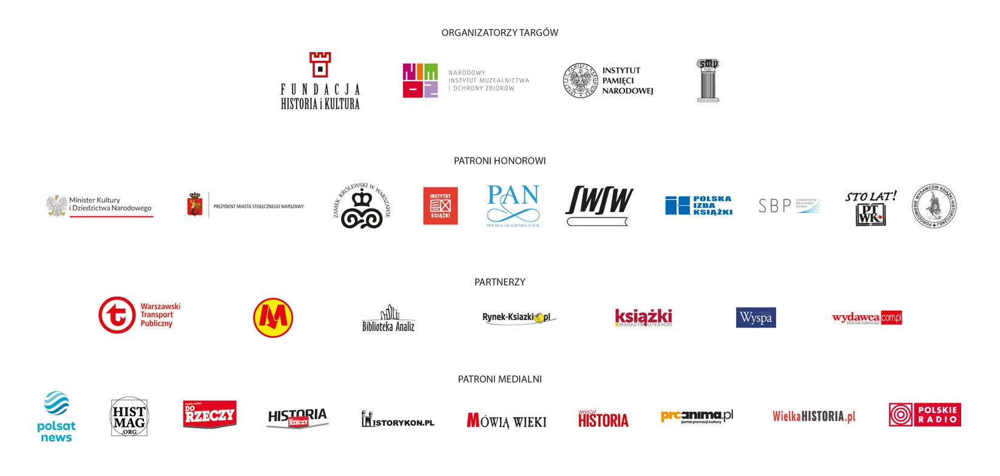 ORGANIZATORZY TARGÓW
FUNDACJA
HISTORIA i KULTURA
NIMOZ
NARODOWY
INSTYTUT MUZEALNICTWA
I OCHRONY ZBIORÓW
INSTYTUT PAMIĘCI NARODOWEJ
INSTYTUT
PAMIĘCI
NARODOWEJ
smp
PATRONI HONOROWI
Minister Kultury
i Dziedzictwa Narodowego
PREZYDENT MIASTA STOŁECZNEGO WARSZAWY
ZAMEK KRÓLEWSKI W WARSZAWIE
INSTYTUT
KSIĄŻKI
PAN
POLSKA AKADEMIA NAUK
SWSW
POLSKA
IZBA
KSIĄŻKI
SBP
STOWARZYSZENIE
BIBLIOTEKARZY
POLSKICH
STO LAT!
PT
WK
POROZUMIENIE WYDAWCÓW KSIĄŻKI HISTORYCZNEJ
PARTNERZY
Warszawski
Transport
Publiczny
M
Biblioteka Analiz
Rynek-Ksiazki.pl
książki
MAGAZYN LITERACKI
Wyspa
wydawca.com.pl
portal rynku wydawniczego
PATRONI MEDIALNI
polsat
news
HIST
MAG
.ORG
TYGODNIK LISICKIEGO
DO
RZECZY
HISTORIA
DO
RZECZY
HISTORYKON.PL
MÓWIĄ WIEKI
nasza
HISTORIA
proanima.pl
portal promocji kultury
WielkaHISTORIA.pl
POLSKIE
RADIO